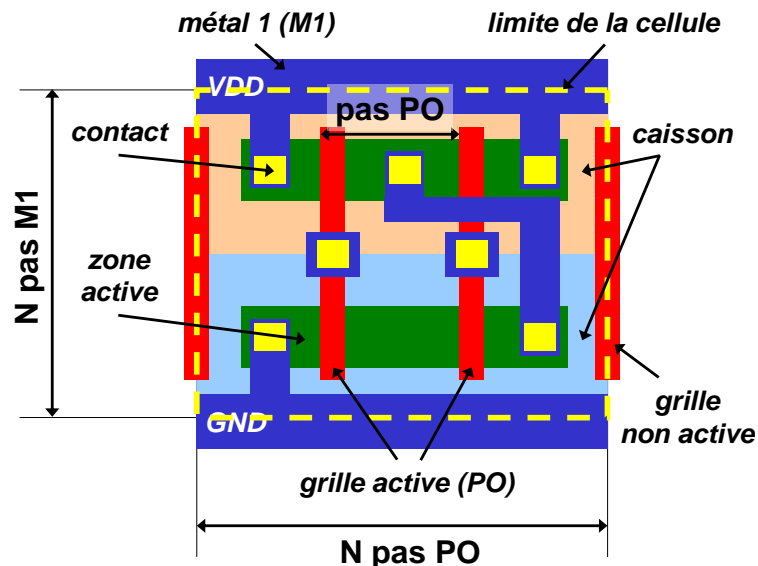 métal 1 (M1)
limite de la cellule
VDD
pas PO
contact
caisson
N pas M1
zone
active
GND
grille
non active
grille active (PO)
N pas PO